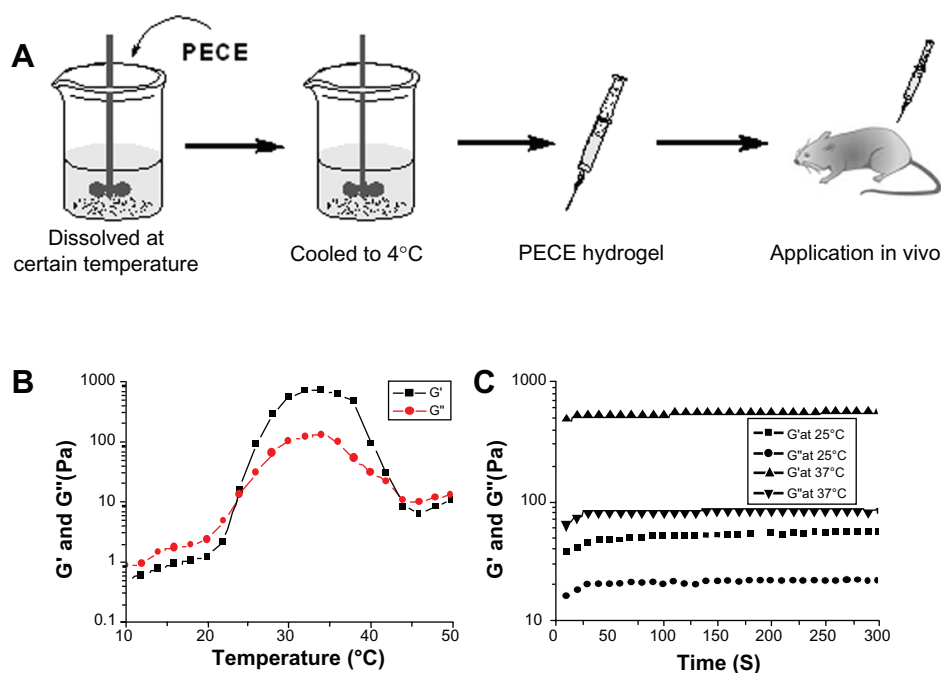 A
PECE
Dissolved at
certain temperature
Cooled to 4°C
PECE hydrogel
Application in vivo
B
G' and G"(Pa)
1000
100
10
1
0.1
G'
G"
10 20 30 40 50
Temperature (°C)
C
G' and G"(Pa)
1000
100
10
G'at 25°C
G"at 25°C
G'at 37°C
G"at 37°C
0 50 100 150 200 250 300
Time (S)